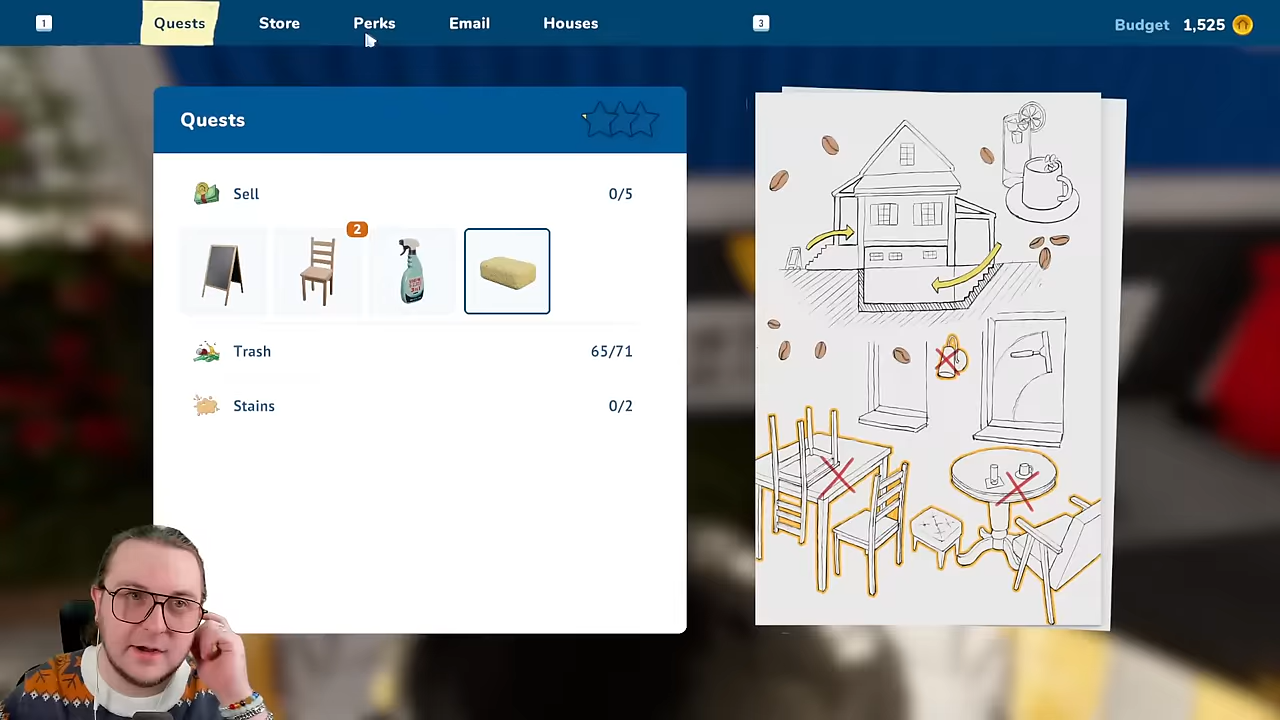 1 Quests Store Perks Email Houses 3 Budget 1,525
Quests
Sell 0/5
2
Trash 65/71
Stains 0/2